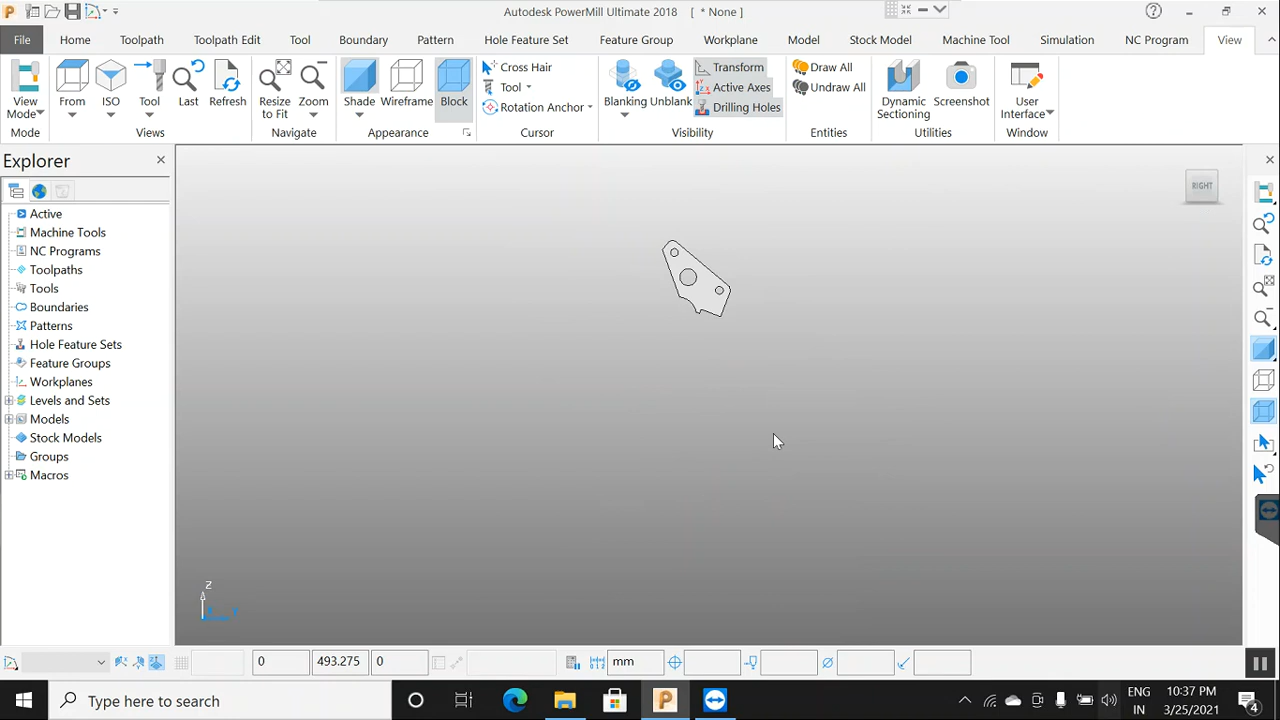 Autodesk PowerMill Ultimate 2018 [ * None ]
File Home Toolpath Toolpath Edit Tool Boundary Pattern Hole Feature Set Feature Group Workplane Model Stock Model Machine Tool Simulation NC Program View
View Mode From ISO Tool Last Refresh Resize to Fit Zoom Shade Wireframe Block
Cross Hair
Tool
Rotation Anchor
Blanking Unblank
Transform
Active Axes
Drilling Holes
Draw All
Undraw All
Dynamic Sectioning Screenshot User Interface
Mode Views Navigate Appearance Cursor Visibility Entities Utilities Window
Explorer
Active
Machine Tools
NC Programs
Toolpaths
Tools
Boundaries
Patterns
Hole Feature Sets
Feature Groups
Workplanes
Levels and Sets
Models
Stock Models
Groups
Macros
RIGHT
Z
0 493.275 0 mm
Type here to search
ENG
IN
10:37 PM
3/25/2021
4